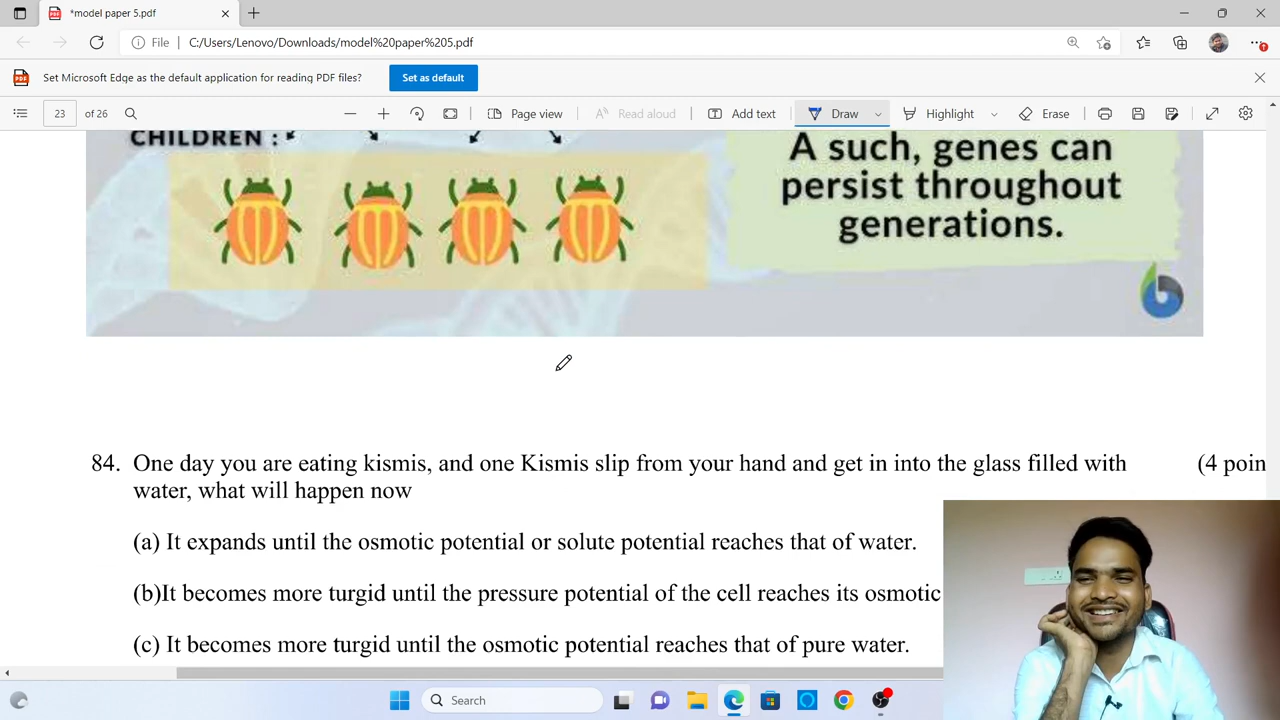 *model paper 5.pdf
File
C:/Users/Lenovo/Downloads/model%20paper%205.pdf
Set Microsoft Edge as the default application for reading PDF files?
Set as default
23
of 26
Page view
Read aloud
Add text
Draw
Highlight
Erase
CHILDREN :
A such, genes can
persist throughout
generations.
84. One day you are eating kismis, and one Kismis slip from your hand and get in into the glass filled with (4 poin
water, what will happen now
(a) It expands until the osmotic potential or solute potential reaches that of water.
(b)It becomes more turgid until the pressure potential of the cell reaches its osmotic
(c) It becomes more turgid until the osmotic potential reaches that of pure water.
Search